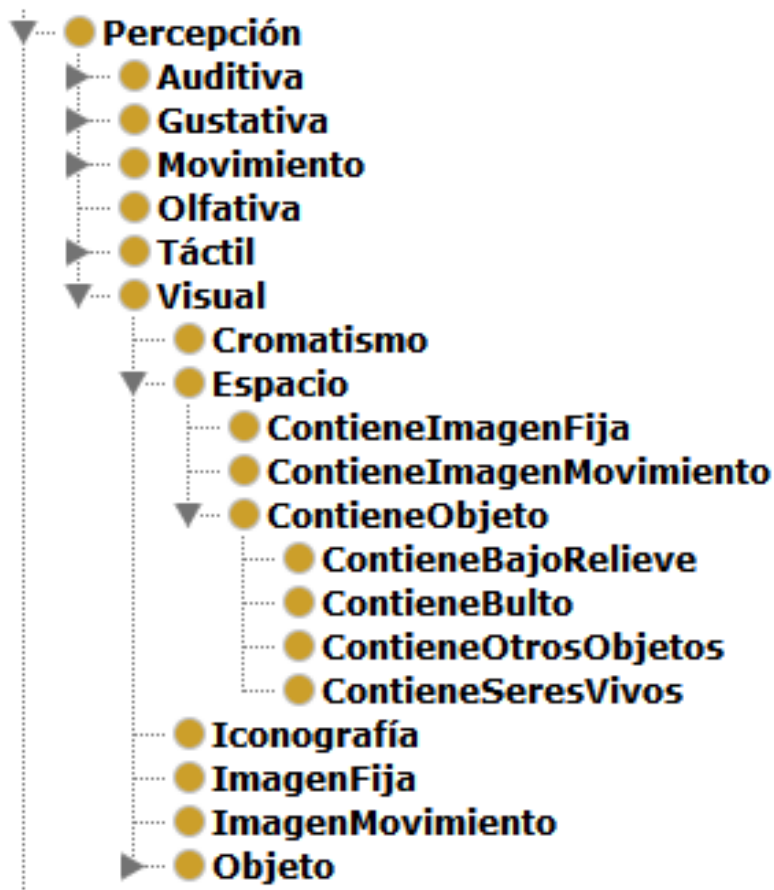 Percepción
Auditiva
Gustativa
Movimiento
Olfativa
Táctil
Visual
Cromatismo
Espacio
ContieneImagenFija
ContieneImagenMovimiento
ContieneObjeto
ContieneBajoRelieve
ContieneBulto
ContieneOtrosObjetos
ContieneSeresVivos
Iconografía
ImagenFija
ImagenMovimiento
Objeto